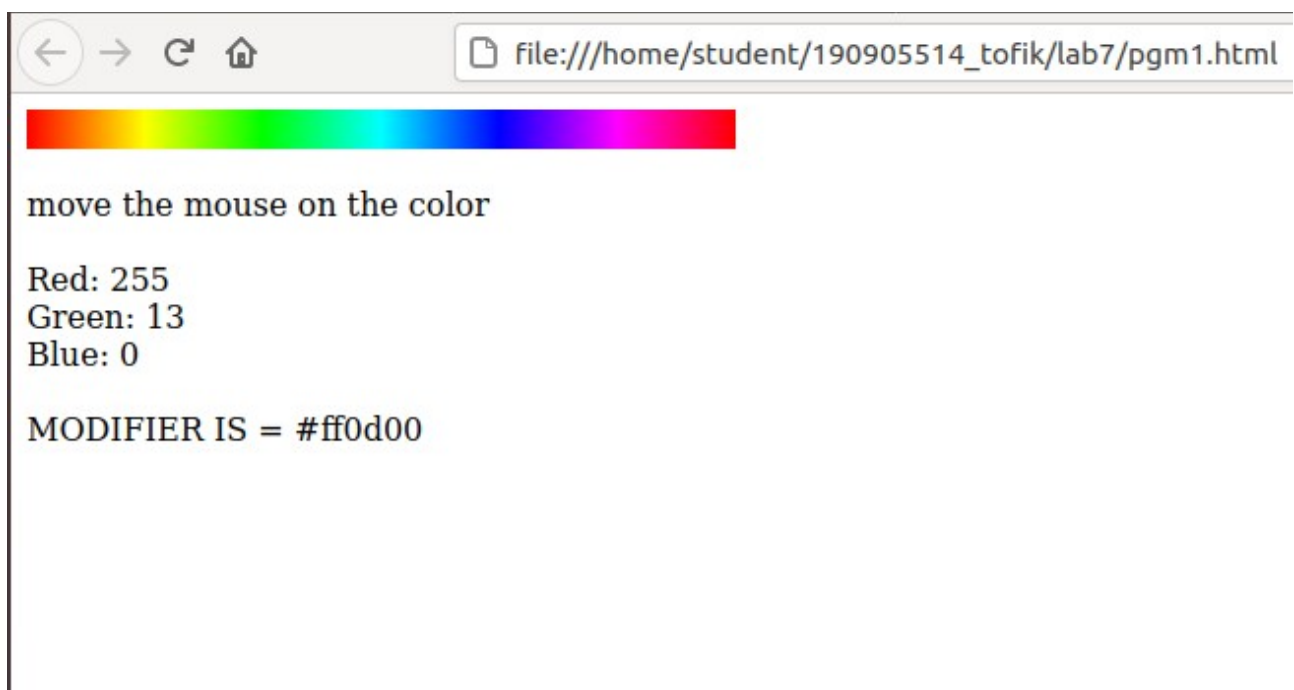 file:///home/student/190905514_tofik/lab7/pgm1.html
move the mouse on the color
Red: 255
Green: 13
Blue: 0
MODIFIER IS = #ff0d00